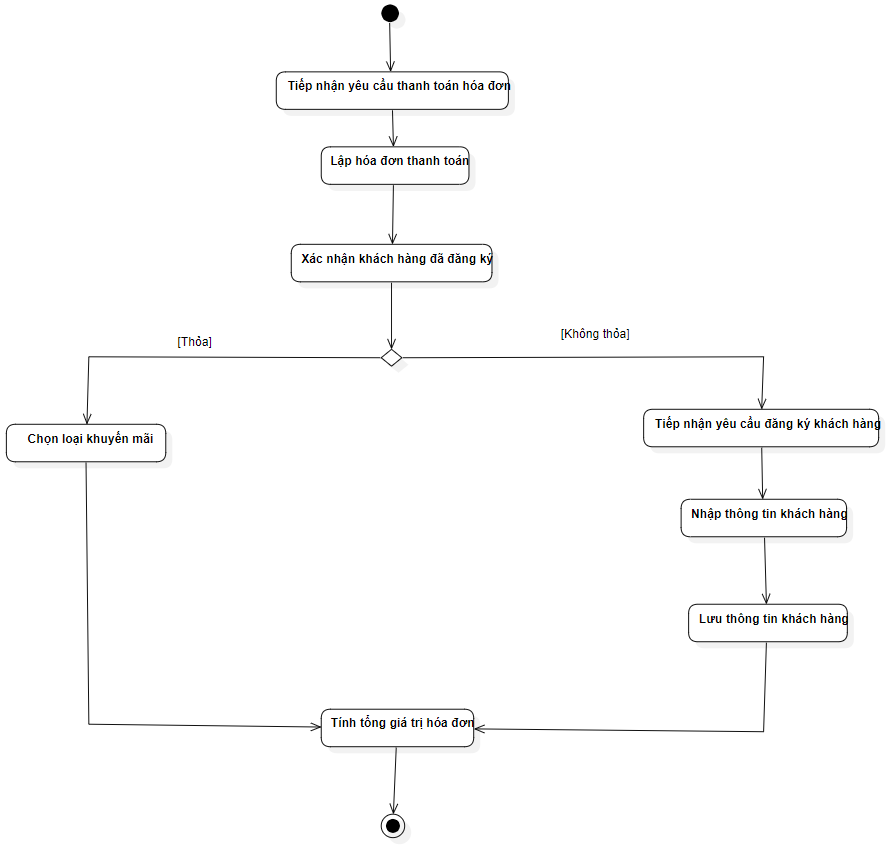 Tiếp nhận yêu cầu thanh toán hóa đơn
Lập hóa đơn thanh toán
Xác nhận khách hàng đã đăng ký
[Thỏa]
[Không thỏa]
Chọn loại khuyến mãi
Tiếp nhận yêu cầu đăng ký khách hàng
Nhập thông tin khách hàng
Lưu thông tin khách hàng
Tính tổng giá trị hóa đơn